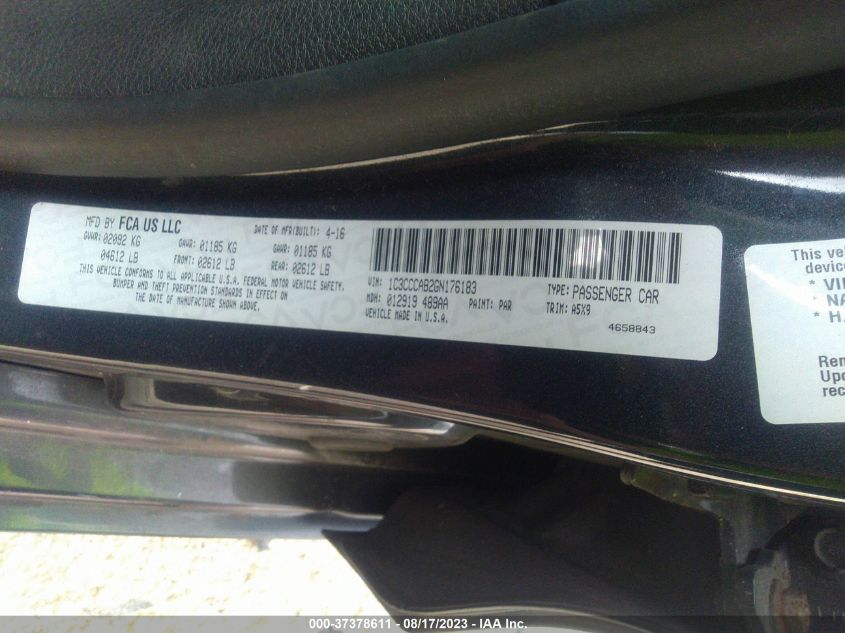 MFD BY FCA US LLC
DATE OF MFR(BUILT): 4-16
GVWR: 02092 KG
GAWR: 01185 KG
GAWR: 01185 KG
04612 LB
FRONT: 02612 LB
REAR: 02612 LB
THIS VEHICLE CONFORMS TO ALL APPLICABLE U.S.A. FEDERAL MOTOR VEHICLE SAFETY,
BUMPER AND THEFT PREVENTION STANDARDS IN EFFECT ON
THE DATE OF MANUFACTURE SHOWN ABOVE.
VIN: 1C3CCCAB2GN176183
TYPE: PASSENGER CAR
MDH: 012919 489AA
PAINT: PAR
TRIM: A5X9
VEHICLE MADE IN U.S.A.
4658843
This ve
device
* VI
* NA
* H
Rem
Upo
rec
000-37378611 - 08/17/2023 - IAA Inc.